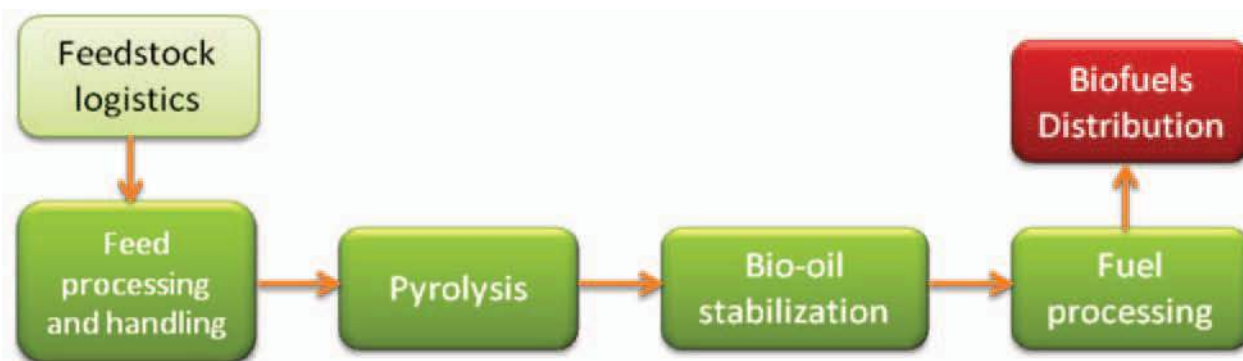 Feedstock
logistics
Biofuels
Distribution
Feed
processing
and handling
Pyrolysis
Bio-oil
stabilization
Fuel
processing